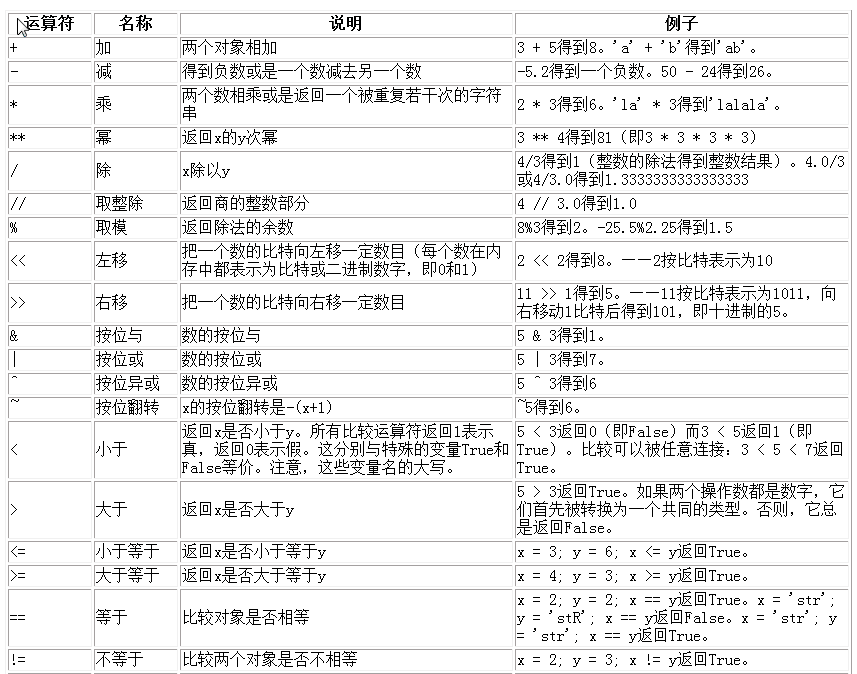 运算符 名称 说明 例子
+ 加 两个对象相加 3 + 5得到8。'a' + 'b'得到'ab'。
- 减 得到负数或是一个数减去另一个数 -5.2得到一个负数。50 - 24得到26。
* 乘 两个数相乘或是返回一个被重复若干次的字符
串 2 * 3得到6。'la' * 3得到'lalala'。
** 幂 返回x的y次幂 3 ** 4得到81（即3 * 3 * 3 * 3）
/ 除 x除以y 4/3得到1（整数的除法得到整数结果）。4.0/3
或4/3.0得到1.3333333333333333
// 取整除 返回商的整数部分 4 // 3.0得到1.0
% 取模 返回除法的余数 8%3得到2。-25.5%2.25得到1.5
<< 左移 把一个数的比特向左移一定数目（每个数在内
存中都表示为比特或二进制数字，即0和1） 2 << 2得到8。——2按比特表示为10
>> 右移 把一个数的比特向右移一定数目 11 >> 1得到5。——11按比特表示为1011，向
右移动1比特后得到101，即十进制的5。
& 按位与 数的按位与 5 & 3得到1。
| 按位或 数的按位或 5 | 3得到7。
^ 按位异或 数的按位异或 5 ^ 3得到6
~ 按位翻转 x的按位翻转是-(x+1) ~5得到6。
< 小于 返回x是否小于y。所有比较运算符返回1表示
真，返回0表示假。这分别与特殊的变量True和
False等价。注意，这些变量名的大写。 5 < 3返回0（即False）而3 < 5返回1（即
True）。比较可以被任意连接：3 < 5 < 7返回
True。
> 大于 返回x是否大于y 5 > 3返回True。如果两个操作数都是数字，它
们首先被转换为一个共同的类型。否则，它总
是返回False。
<= 小于等于 返回x是否小于等于y x = 3; y = 6; x <= y返回True。
>= 大于等于 返回x是否大于等于y x = 4; y = 3; x >= y返回True。
== 等于 比较对象是否相等 x = 2; y = 2; x == y返回True。x = 'str';
y = 'stR'; x == y返回False。x = 'str'; y
= 'str'; x == y返回True。
!= 不等于 比较两个对象是否不相等 x = 2; y = 3; x != y返回True。